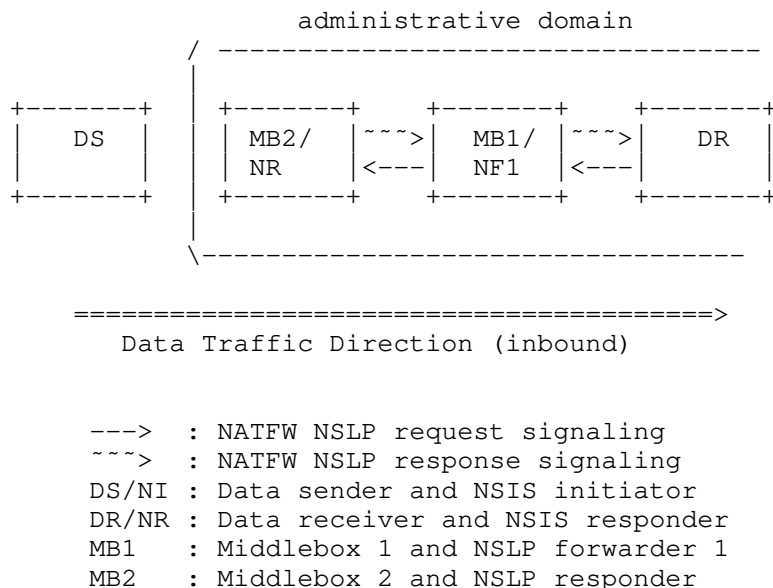 administrative domain
/ ----------------------------------
|
+-------+ | +-------+ +-------+ +-------+
| DS | | | MB2/ |~~~>| MB1/ |~~~>| DR |
| | | | NR |<---| NF1 |<---| |
+-------+ | +-------+ +-------+ +-------+
|
\----------------------------------
========================================>
Data Traffic Direction (inbound)
---> : NATFW NSLP request signaling
~~~> : NATFW NSLP response signaling
DS/NI : Data sender and NSIS initiator
DR/NR : Data receiver and NSIS responder
MB1 : Middlebox 1 and NSLP forwarder 1
MB2 : Middlebox 2 and NSLP responder